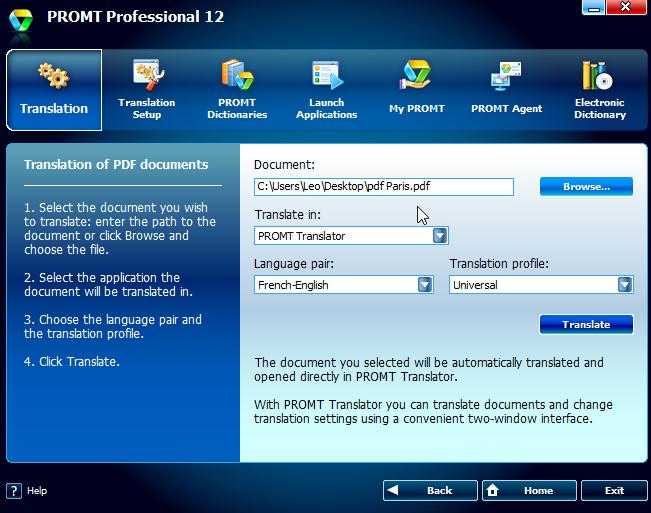 PROMT Professional 12
Translation
Translation
Setup
PROMT
Dictionaries
Launch
Applications
My PROMT
PROMT Agent
Electronic
Dictionary
Translation of PDF documents
1. Select the document you wish
to translate: enter the path to the
document or click Browse and
choose the file.
2. Select the application the
document will be translated in.
3. Choose the language pair and
the translation profile.
4. Click Translate.
Document:
C:\Users\Leo\Desktop\pdf Paris.pdf
Browse...
Translate in:
PROMT Translator
Language pair:
Translation profile:
French-English
Universal
Translate
The document you selected will be automatically translated and
opened directly in PROMT Translator.
With PROMT Translator you can translate documents and change
translation settings using a convenient two-window interface.
? Help
Back
Home
Exit